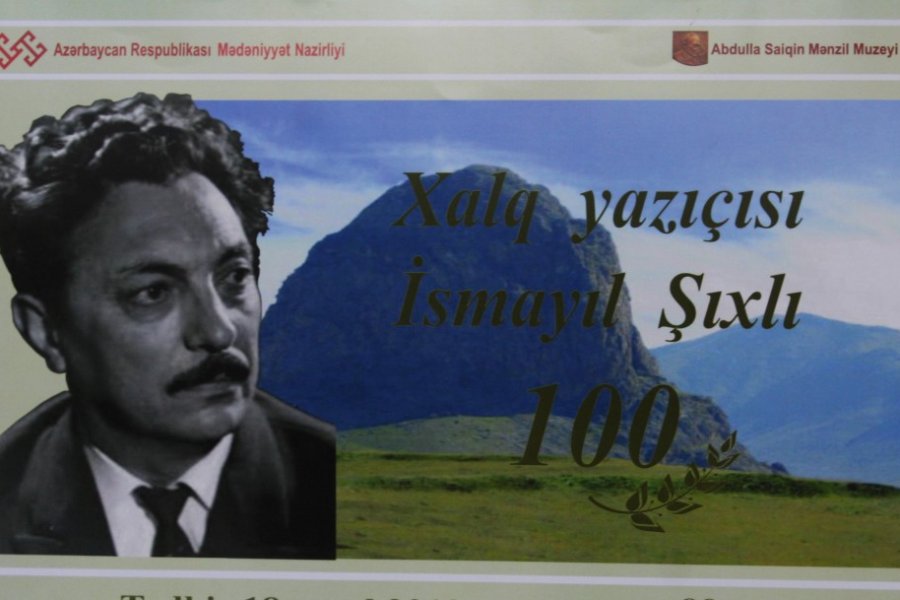 Azərbaycan Respublikası Mədəniyyət Nazirliyi
Abdulla Saiqin Mənzil Muzeyi
Xalq yazıçısı
İsmayıl Şıxlı
100